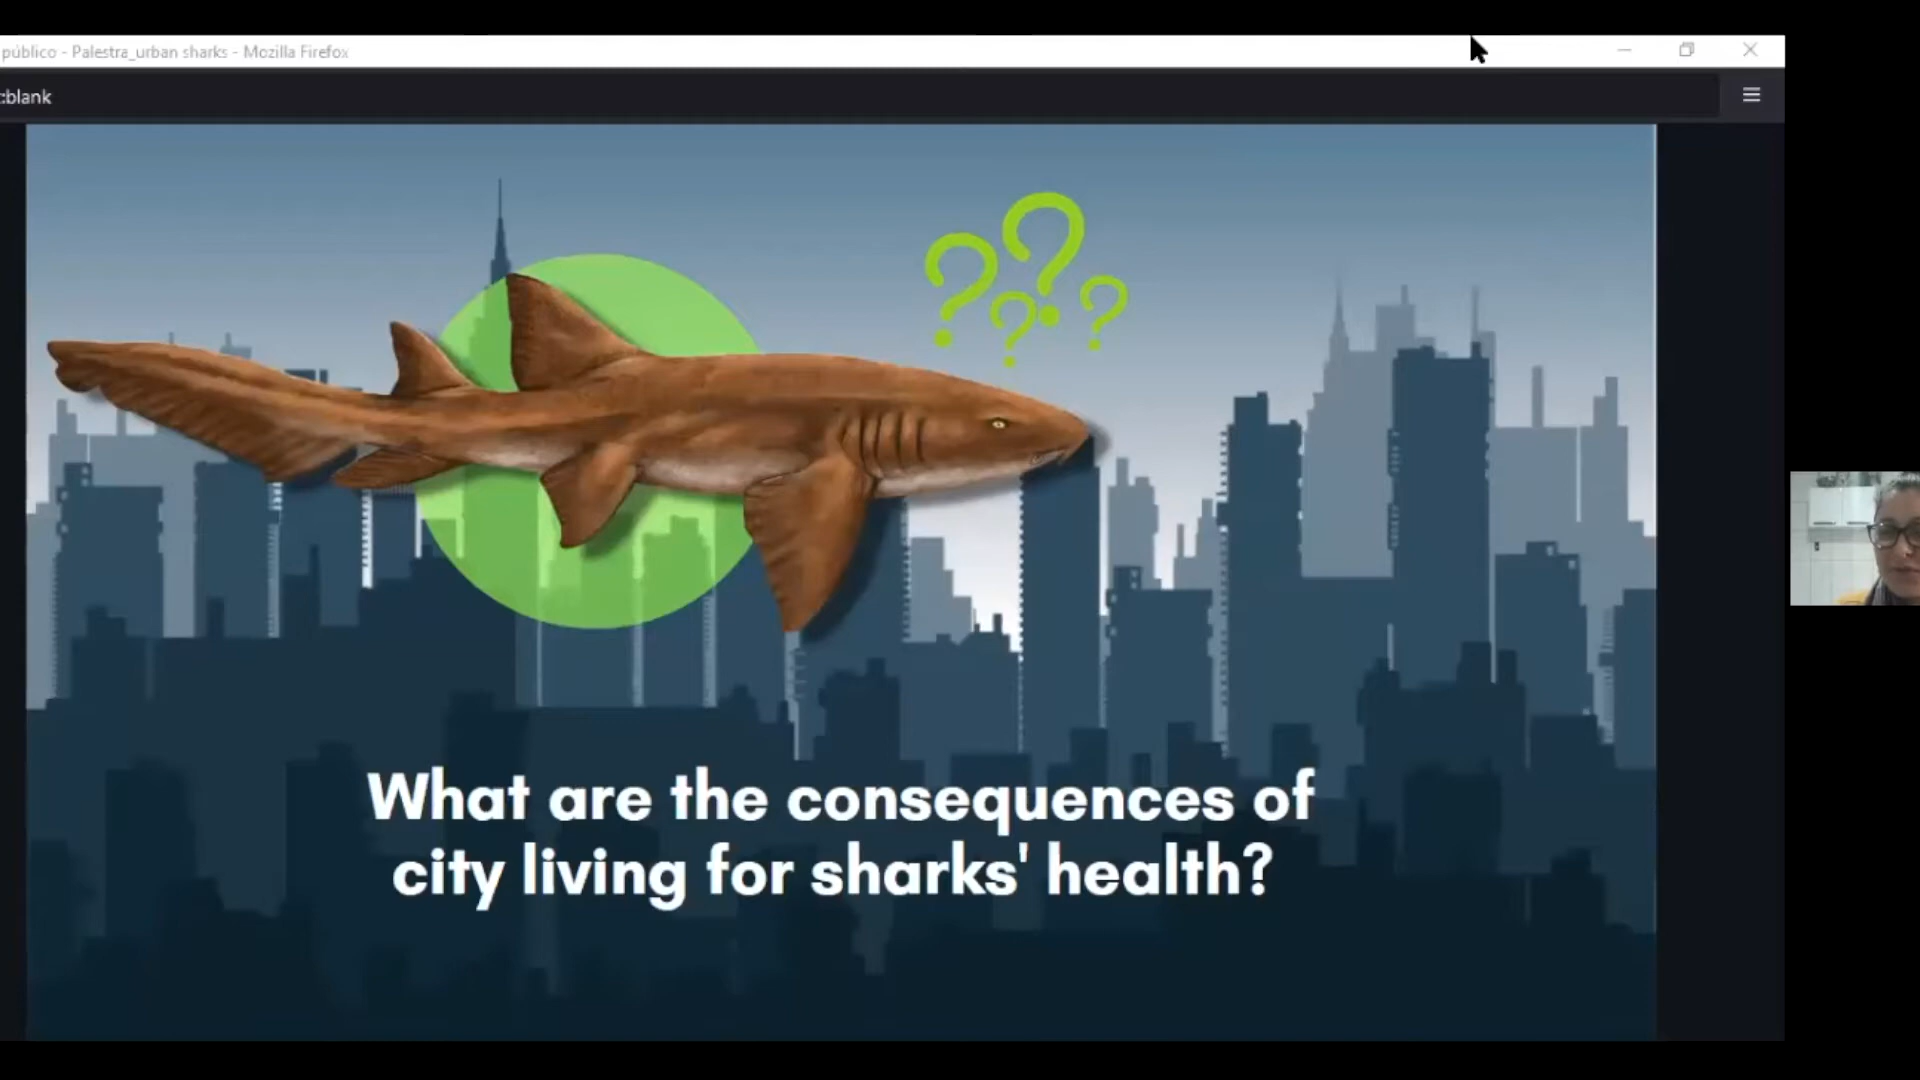 público - Palestra_urban sharks - Mozilla Firefox
:blank
? ? ? ?
What are the consequences of
city living for sharks' health?